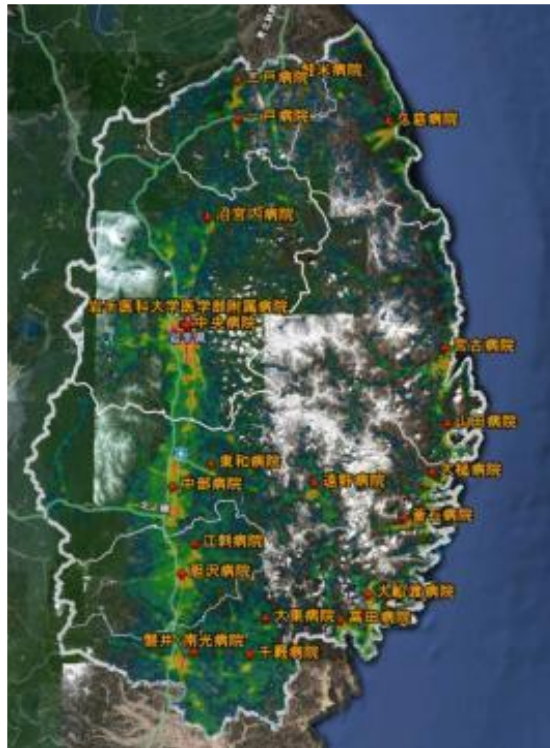 二戸病院
軽米病院
一戸病院
久慈病院
沼宮内病院
岩手医科大学医学部附属病院
中央病院
岩手県
宮古病院
山田病院
東和病院
大槌病院
中部病院
遠野病院
釜石病院
江刺病院
胆沢病院
大船渡病院
大東病院
高田病院
磐井・南光病院
千厩病院